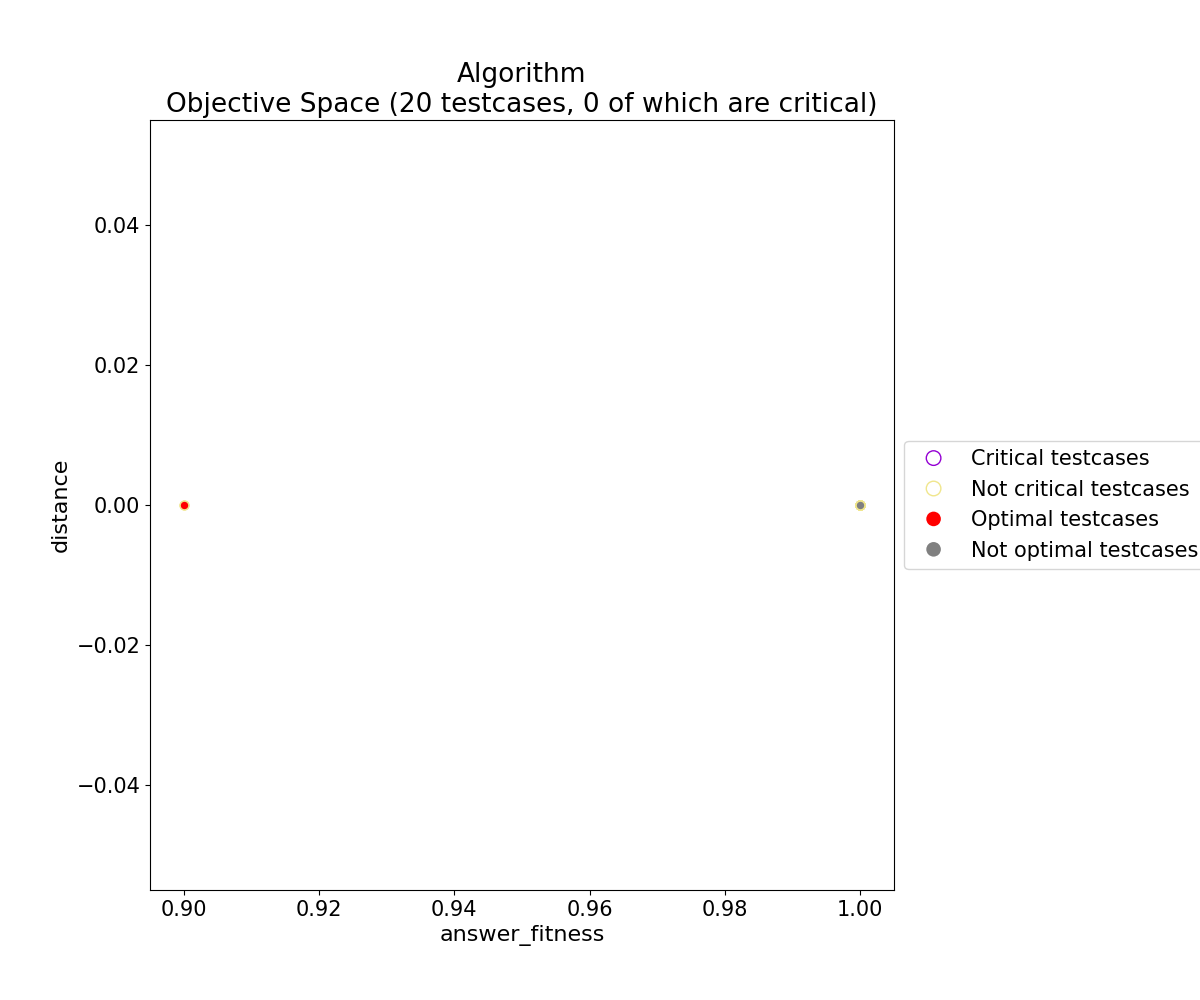 Algorithm
Objective Space (20 testcases, 0 of which are critical)
0.04
0.02
0.00
−0.02
−0.04
distance
0.90 0.92 0.94 0.96 0.98 1.00
answer_fitness
Critical testcases
Not critical testcases
Optimal testcases
Not optimal testcases